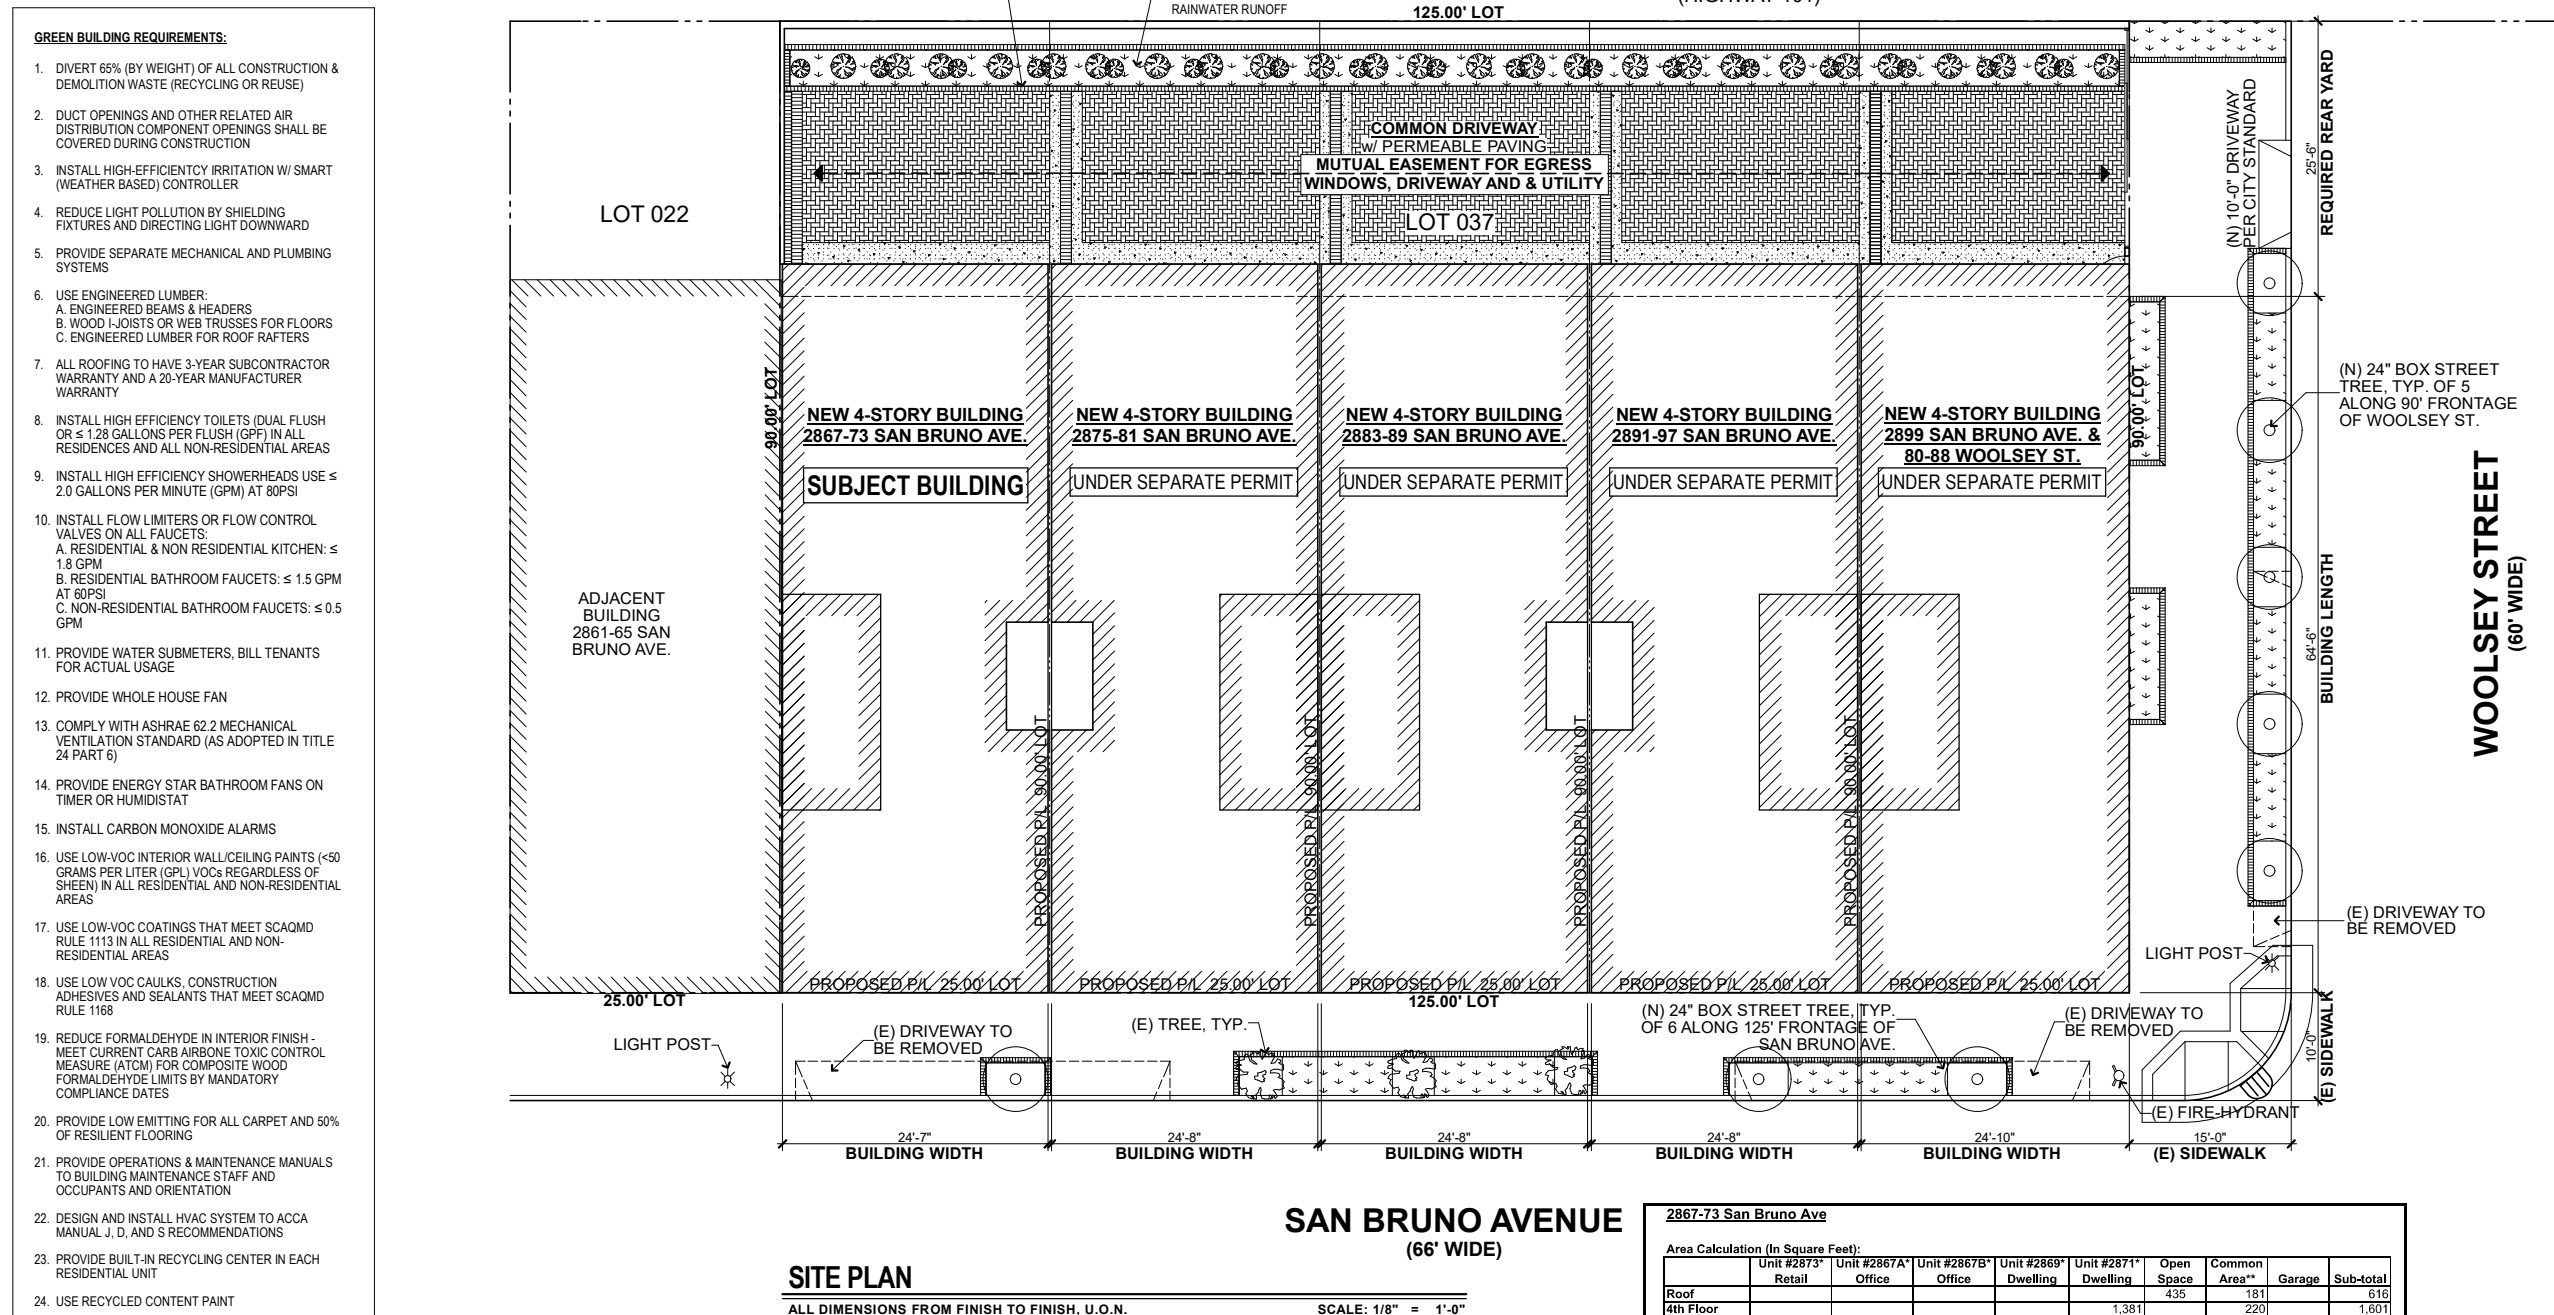 GREEN BUILDING REQUIREMENTS:
1. DIVERT 65% (BY WEIGHT) OF ALL CONSTRUCTION &
DEMOLITION WASTE (RECYCLING OR REUSE)
2. DUCT OPENINGS AND OTHER RELATED AIR
DISTRIBUTION COMPONENT OPENINGS SHALL BE
COVERED DURING CONSTRUCTION
3. INSTALL HIGH-EFFICIENTCY IRRITATION W/ SMART
(WEATHER BASED) CONTROLLER
4. REDUCE LIGHT POLLUTION BY SHIELDING
FIXTURES AND DIRECTING LIGHT DOWNWARD
5. PROVIDE SEPARATE MECHANICAL AND PLUMBING
SYSTEMS
6. USE ENGINEERED LUMBER:
A. ENGINEERED BEAMS & HEADERS
B. WOOD I-JOISTS OR WEB TRUSSES FOR FLOORS
C. ENGINEERED LUMBER FOR ROOF RAFTERS
7. ALL ROOFING TO HAVE 3-YEAR SUBCONTRACTOR
WARRANTY AND A 20-YEAR MANUFACTURER
WARRANTY
8. INSTALL HIGH EFFICIENCY TOILETS (DUAL FLUSH
OR ≤ 1.28 GALLONS PER FLUSH (GPF) IN ALL
RESIDENCES AND ALL NON-RESIDENTIAL AREAS
9. INSTALL HIGH EFFICIENCY SHOWERHEADS USE ≤
2.0 GALLONS PER MINUTE (GPM) AT 80PSI
10. INSTALL FLOW LIMITERS OR FLOW CONTROL
VALVES ON ALL FAUCETS:
A. RESIDENTIAL & NON RESIDENTIAL KITCHEN: ≤
1.8 GPM
B. RESIDENTIAL BATHROOM FAUCETS: ≤ 1.5 GPM
AT 60PSI
C. NON-RESIDENTIAL BATHROOM FAUCETS: ≤ 0.5
GPM
11. PROVIDE WATER SUBMETERS, BILL TENANTS
FOR ACTUAL USAGE
12. PROVIDE WHOLE HOUSE FAN
13. COMPLY WITH ASHRAE 62.2 MECHANICAL
VENTILATION STANDARD (AS ADOPTED IN TITLE
24 PART 6)
14. PROVIDE ENERGY STAR BATHROOM FANS ON
TIMER OR HUMIDISTAT
15. INSTALL CARBON MONOXIDE ALARMS
16. USE LOW-VOC INTERIOR WALL/CEILING PAINTS (<50
GRAMS PER LITER (GPL) VOCs REGARDLESS OF
SHEEN) IN ALL RESIDENTIAL AND NON-RESIDENTIAL
AREAS
17. USE LOW-VOC COATINGS THAT MEET SCAQMD
RULE 1113 IN ALL RESIDENTIAL AND NON-
RESIDENTIAL AREAS
18. USE LOW VOC CAULKS, CONSTRUCTION
ADHESIVES AND SEALANTS THAT MEET SCAQMD
RULE 1168
19. REDUCE FORMALDEHYDE IN INTERIOR FINISH -
MEET CURRENT CARB AIRBONE TOXIC CONTROL
MEASURE (ATCM) FOR COMPOSITE WOOD
FORMALDEHYDE LIMITS BY MANDATORY
COMPLIANCE DATES
20. PROVIDE LOW EMITTING FOR ALL CARPET AND 50%
OF RESILIENT FLOORING
21. PROVIDE OPERATIONS & MAINTENANCE MANUALS
TO BUILDING MAINTENANCE STAFF AND
OCCUPANTS AND ORIENTATION
22. DESIGN AND INSTALL HVAC SYSTEM TO ACCA
MANUAL J, D, AND S RECOMMENDATIONS
23. PROVIDE BUILT-IN RECYCLING CENTER IN EACH
RESIDENTIAL UNIT
24. USE RECYCLED CONTENT PAINT
RAINWATER RUNOFF
125.00' LOT
(HIGHWAY 101)
LOT 022
COMMON DRIVEWAY
w/ PERMEABLE PAVING
MUTUAL EASEMENT FOR EGRESS
WINDOWS, DRIVEWAY AND & UTILITY
LOT 037
(N) 10'-0" DRIVEWAY
PER CITY STANDARD
25'-6"
REQUIRED REAR YARD
90.00' LOT
NEW 4-STORY BUILDING
2867-73 SAN BRUNO AVE.
SUBJECT BUILDING
NEW 4-STORY BUILDING
2875-81 SAN BRUNO AVE.
UNDER SEPARATE PERMIT
NEW 4-STORY BUILDING
2883-89 SAN BRUNO AVE.
UNDER SEPARATE PERMIT
NEW 4-STORY BUILDING
2891-97 SAN BRUNO AVE.
UNDER SEPARATE PERMIT
NEW 4-STORY BUILDING
2899 SAN BRUNO AVE. &
80-88 WOOLSEY ST.
UNDER SEPARATE PERMIT
90.00' LOT
(N) 24" BOX STREET
TREE, TYP. OF 5
ALONG 90' FRONTAGE
OF WOOLSEY ST.
WOOLSEY STREET
(60' WIDE)
64'-6"
BUILDING LENGTH
ADJACENT
BUILDING
2861-65 SAN
BRUNO AVE.
PROPOSED P/L 90.00' LOT
PROPOSED P/L 90.00' LOT
PROPOSED P/L 90.00' LOT
PROPOSED P/L 90.00' LOT
(E) DRIVEWAY TO
BE REMOVED
LIGHT POST
PROPOSED P/L 25.00' LOT
PROPOSED P/L 25.00' LOT
PROPOSED P/L 25.00' LOT
PROPOSED P/L 25.00' LOT
PROPOSED P/L 25.00' LOT
25.00' LOT
125.00' LOT
LIGHT POST
(E) DRIVEWAY TO
BE REMOVED
(E) TREE, TYP.
(N) 24" BOX STREET TREE, TYP.
OF 6 ALONG 125' FRONTAGE OF
SAN BRUNO AVE.
(E) DRIVEWAY TO
BE REMOVED
10'-0"
(E) SIDEWALK
(E) FIRE-HYDRANT
24'-7"
BUILDING WIDTH
24'-8"
BUILDING WIDTH
24'-8"
BUILDING WIDTH
24'-8"
BUILDING WIDTH
24'-10"
BUILDING WIDTH
15'-0"
(E) SIDEWALK
SAN BRUNO AVENUE
(66' WIDE)
SITE PLAN
ALL DIMENSIONS FROM FINISH TO FINISH, U.O.N. SCALE: 1/8" = 1'-0"
2867-73 San Bruno Ave
Area Calculation (In Square Feet):
Unit #2873* Unit #2867A* Unit #2867B* Unit #2869* Unit #2871* Open Common
Retail Office Office Dwelling Dwelling Space Area** Garage Sub-total
Roof 435 181 616
4th Floor 1,381 220 1,601